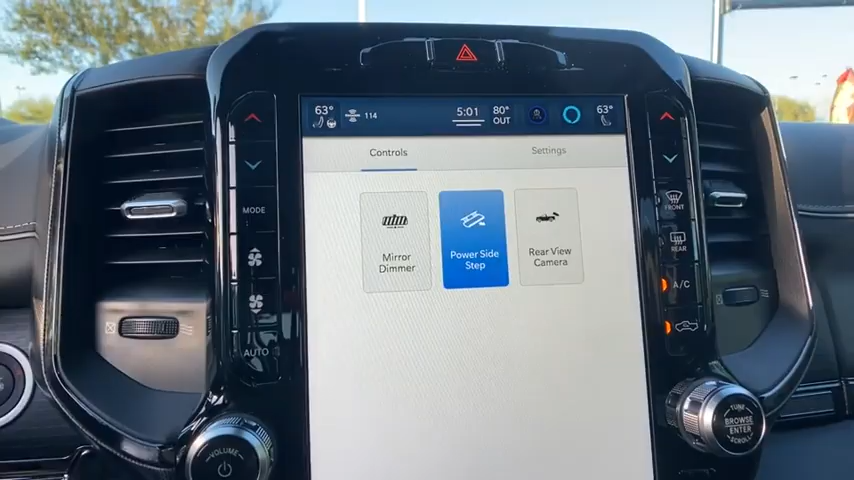 63° 114 5:01 80° OUT 63°
Controls Settings
Mirror
Dimmer
Power Side
Step
Rear View
Camera
MODE
AUTO
FRONT
REAR
A/C
VOLUME
TUNE
BROWSE
ENTER
SCROLL